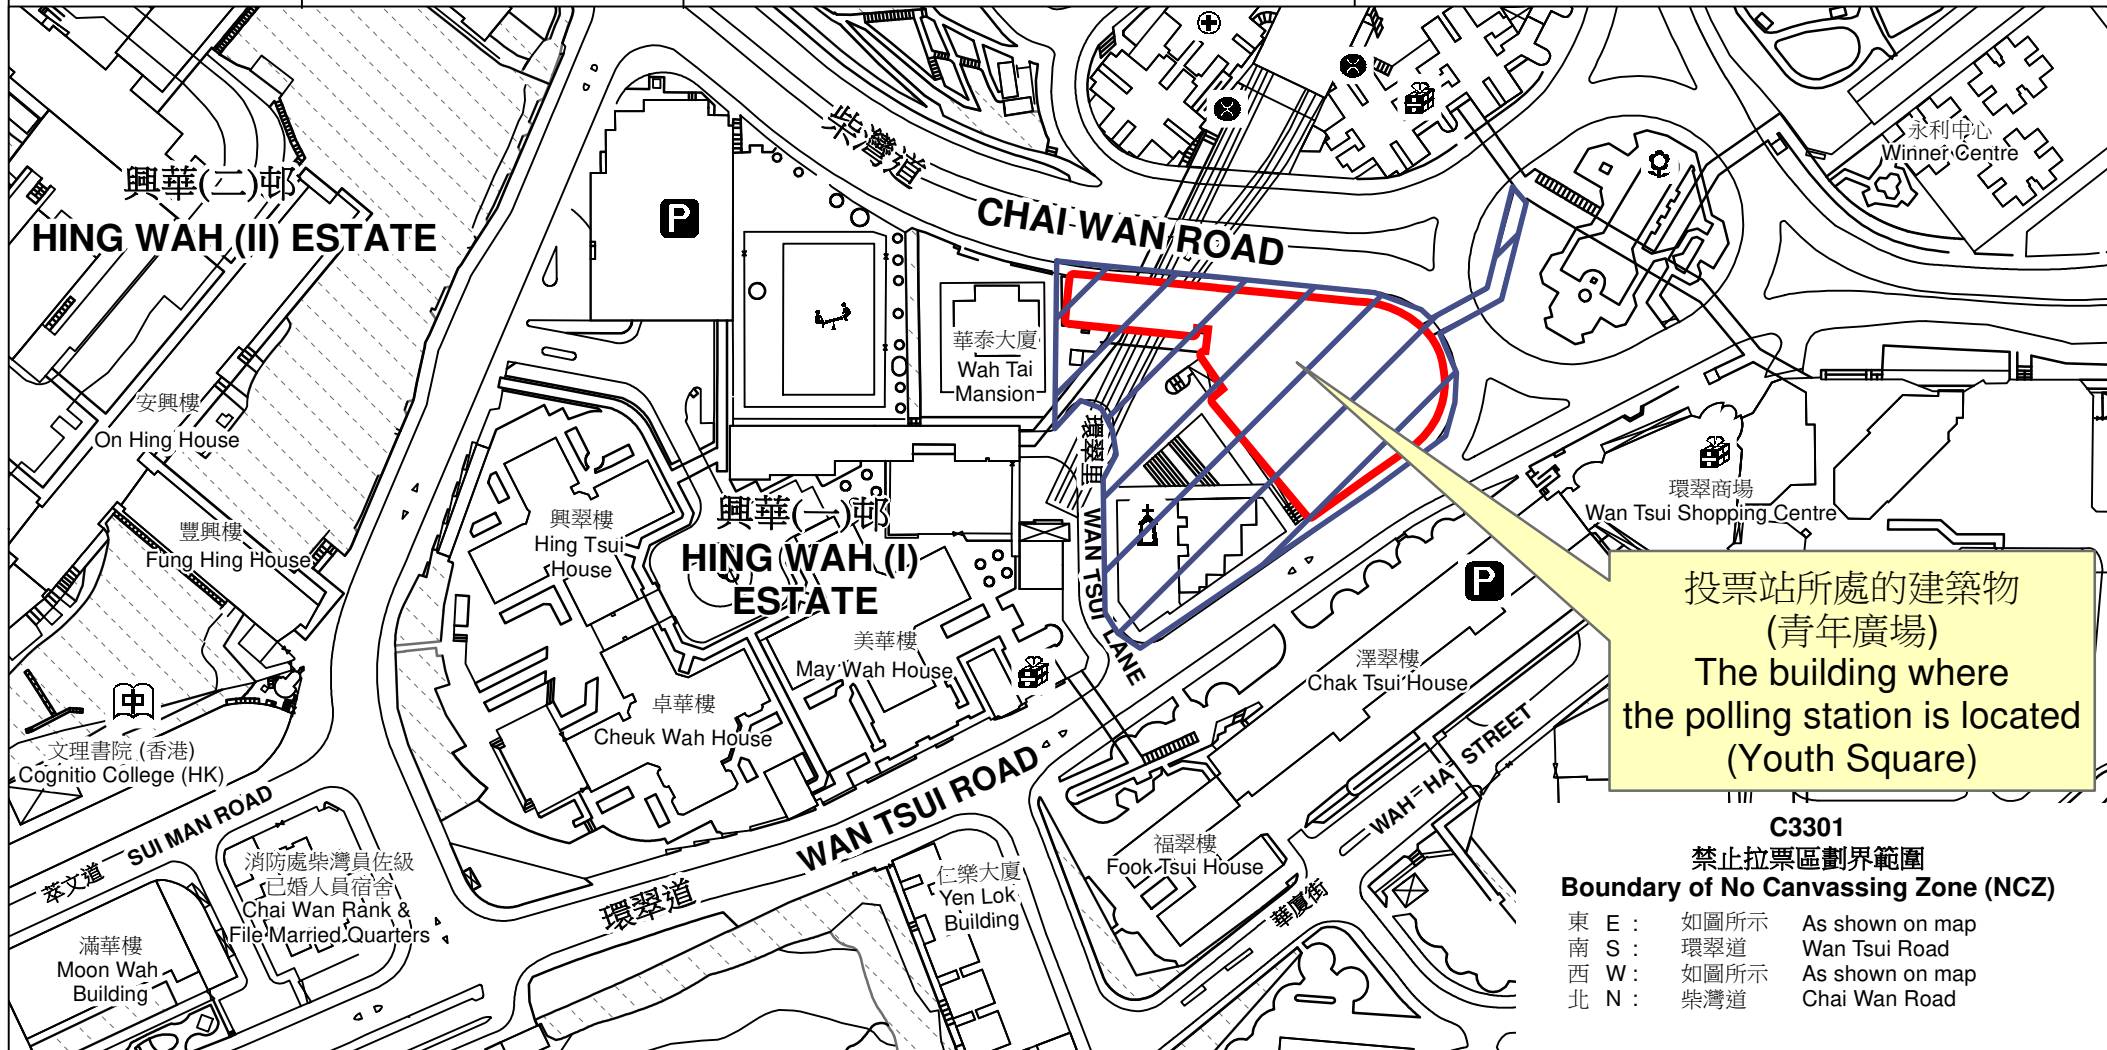 柴灣道
CHAI WAN ROAD
永利中心
Winner Centre
興華(二)邨
HING WAH (II) ESTATE
P
華泰大廈
Wah Tai
Mansion
安興樓
On Hing House
環翠里
WAN TSUI LANE
環翠商場
Wan Tsui Shopping Centre
豐興樓
Fung Hing House
興翠樓
Hing Tsui
House
興華(一)邨
HING WAH (I)
ESTATE
P
美華樓
May Wah House
澤翠樓
Chak Tsui House
投票站所處的建築物
(青年廣場)
The building where
the polling station is located
(Youth Square)
中
文理書院 (香港)
Cognitio College (HK)
卓華樓
Cheuk Wah House
WAN TSUI ROAD
環翠道
WAH HA STREET
華廈街
萃文道
SUI MAN ROAD
消防處柴灣員佐級
已婚人員宿舍
Chai Wan Rank &
File Married Quarters
仁樂大廈
Yen Lok
Building
福翠樓
Fook Tsui House
滿華樓
Moon Wah
Building
C3301
禁止拉票區劃界範圍
Boundary of No Canvassing Zone (NCZ)
東 E : 如圖所示 As shown on map
南 S : 環翠道 Wan Tsui Road
西 W : 如圖所示 As shown on map
北 N : 柴灣道 Chai Wan Road